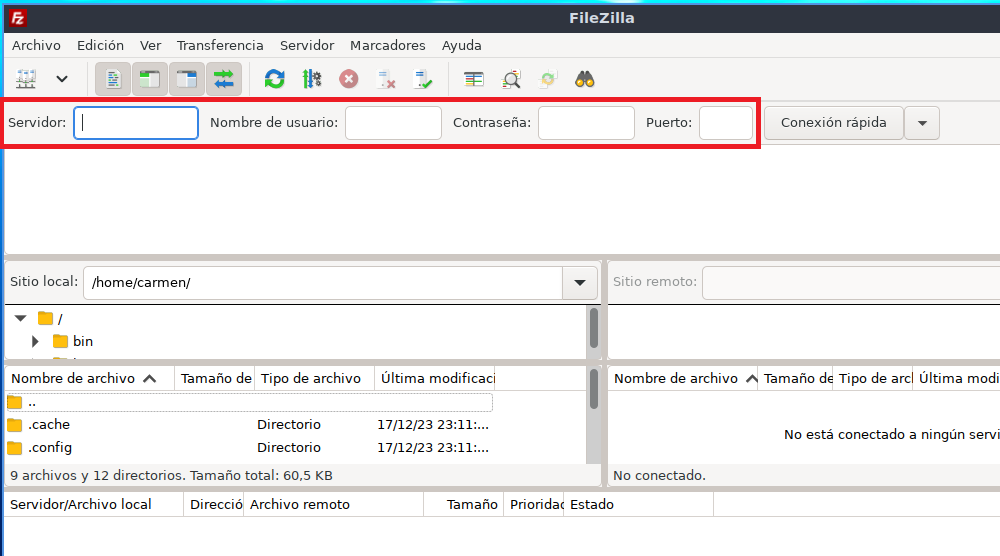 FileZilla
Archivo Edición Ver Transferencia Servidor Marcadores Ayuda
Servidor: Nombre de usuario: Contraseña: Puerto: Conexión rápida
Sitio local: /home/carmen/ Sitio remoto:
/
bin
Nombre de archivo Tamaño de Tipo de archivo Última modificaci Nombre de archivo Tamaño de Tipo de arcl Última modi
..
.cache Directorio 17/12/23 23:11:...
No está conectado a ningún servi
.config Directorio 17/12/23 23:11:...
9 archivos y 12 directorios. Tamaño total: 60,5 KB No conectado.
Servidor/Archivo local Direcció Archivo remoto Tamaño Prioridad Estado